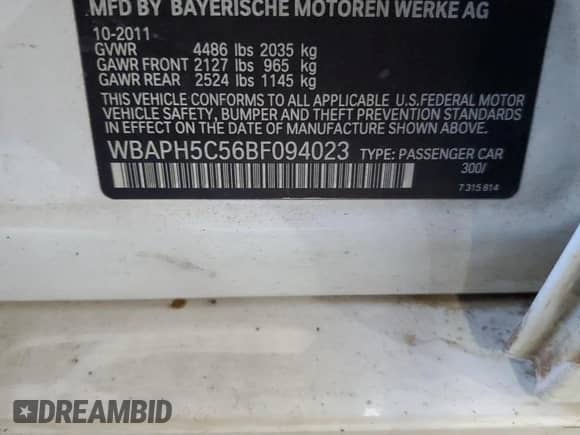 MFD BY BAYERISCHE MOTOREN WERKE AG
10-2011
GVWR 4486 lbs 2035 kg
GAWR FRONT 2127 lbs 965 kg
GAWR REAR 2524 lbs 1145 kg
THIS VEHICLE CONFORMS TO ALL APPLICABLE U.S.FEDERAL MOTOR
VEHICLE SAFETY, BUMPER AND THEFT PREVENTION STANDARDS IN
EFFECT ON THE DATE OF MANUFACTURE SHOWN ABOVE.
WBAPH5C56BF094023 TYPE: PASSENGER CAR
300/
7 315 814
DREAMBID